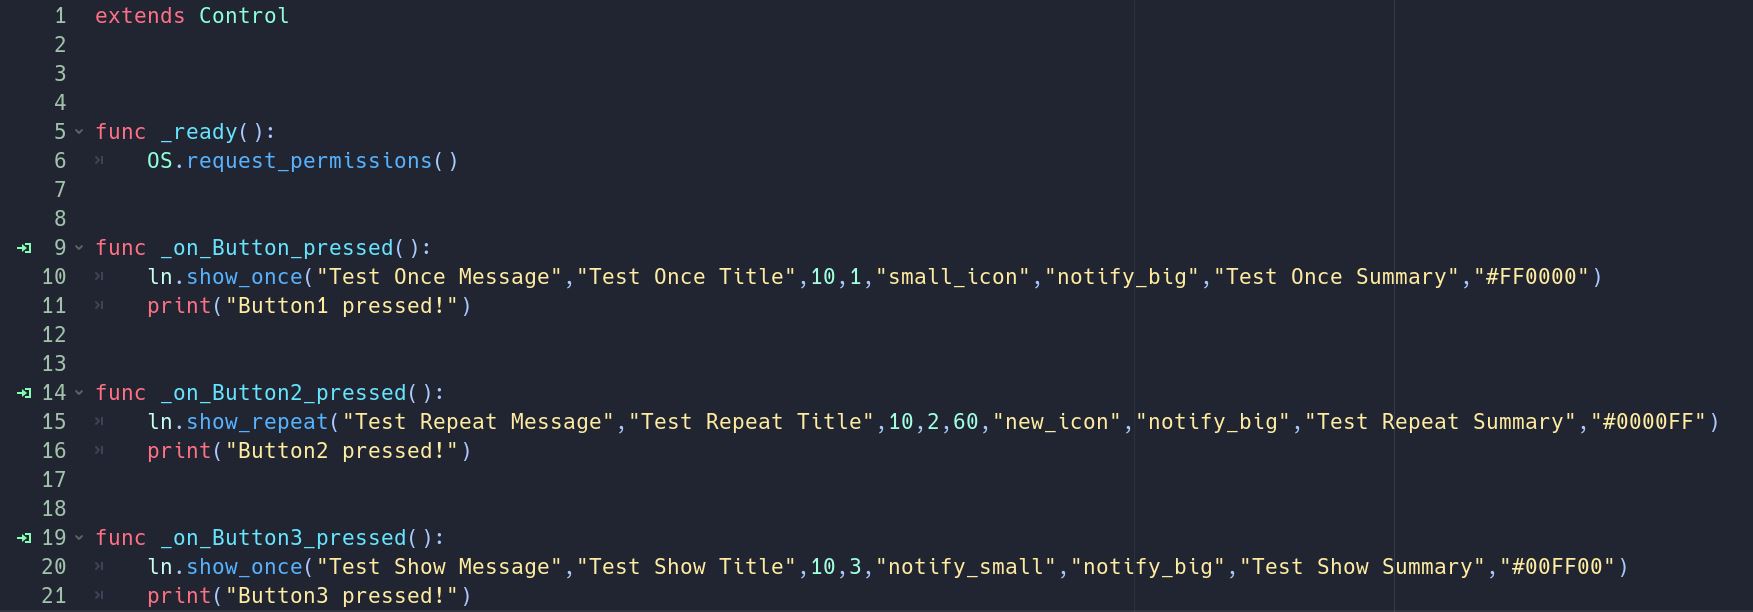 1 extends Control
2
3
4
5 func _ready():
6 OS.request_permissions()
7
8
9 func _on_Button_pressed():
10 ln.show_once("Test Once Message","Test Once Title",10,1,"small_icon","notify_big","Test Once Summary","#FF0000")
11 print("Button1 pressed!")
12
13
14 func _on_Button2_pressed():
15 ln.show_repeat("Test Repeat Message","Test Repeat Title",10,2,60,"new_icon","notify_big","Test Repeat Summary","#0000FF")
16 print("Button2 pressed!")
17
18
19 func _on_Button3_pressed():
20 ln.show_once("Test Show Message","Test Show Title",10,3,"notify_small","notify_big","Test Show Summary","#00FF00")
21 print("Button3 pressed!")